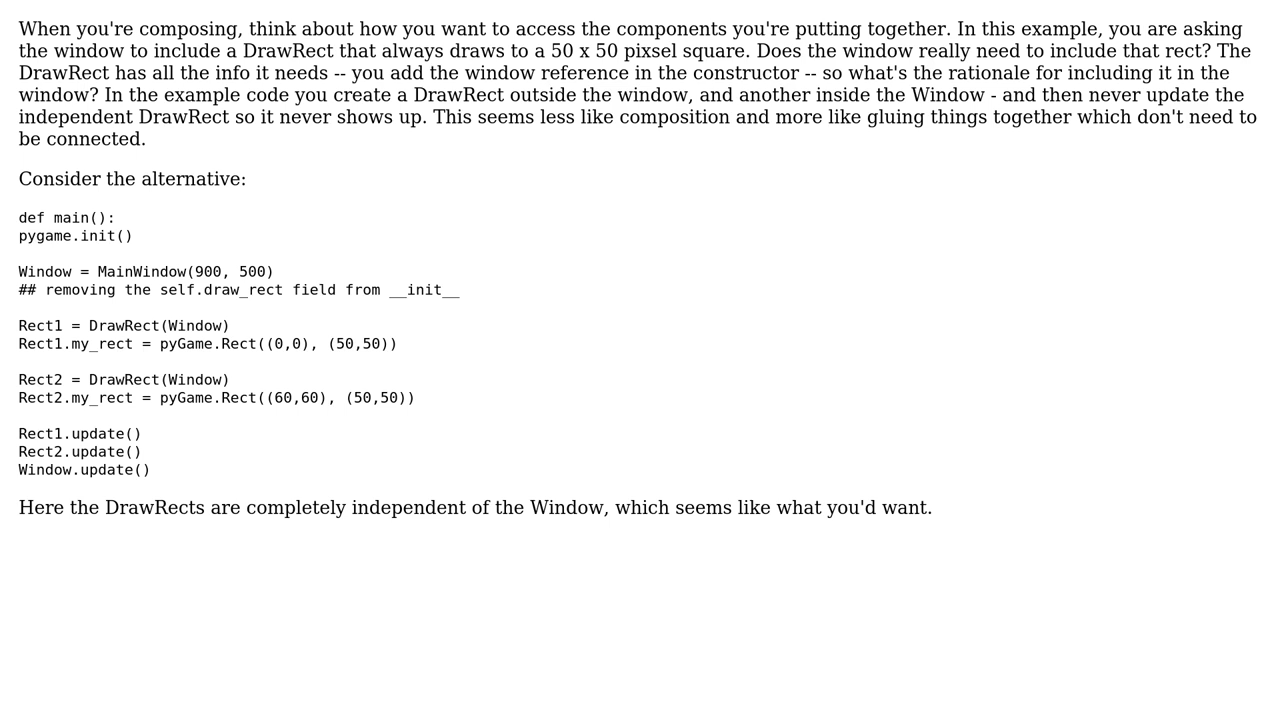 When you're composing, think about how you want to access the components you're putting together. In this example, you are asking
the window to include a DrawRect that always draws to a 50 x 50 pixsel square. Does the window really need to include that rect? The
DrawRect has all the info it needs -- you add the window reference in the constructor -- so what's the rationale for including it in the
window? In the example code you create a DrawRect outside the window, and another inside the Window - and then never update the
independent DrawRect so it never shows up. This seems less like composition and more like gluing things together which don't need to
be connected.
Consider the alternative:
def main():
pygame.init()
Window = MainWindow(900, 500)
## removing the self.draw_rect field from __init__
Rect1 = DrawRect(Window)
Rect1.my_rect = pyGame.Rect((0,0), (50,50))
Rect2 = DrawRect(Window)
Rect2.my_rect = pyGame.Rect((60,60), (50,50))
Rect1.update()
Rect2.update()
Window.update()
Here the DrawRects are completely independent of the Window, which seems like what you'd want.